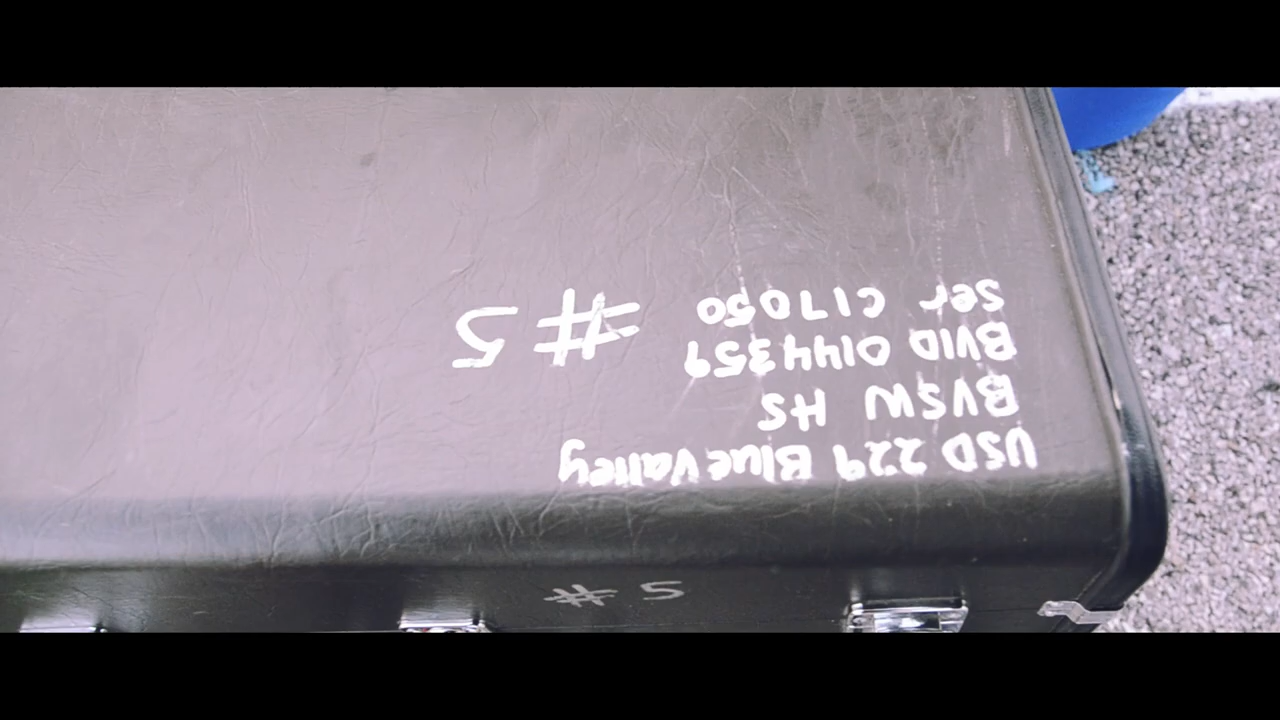 USD 229 Blue Valley
BVSW HS
BVID 0144359
Ser C17050
#5
# 5